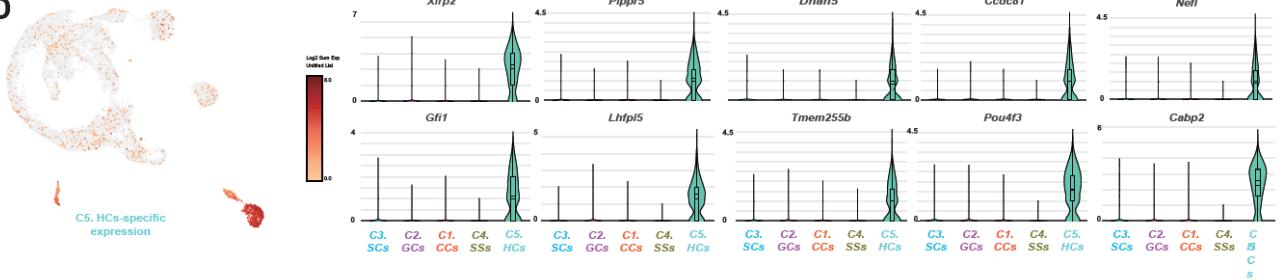 D
Xirp2
Plppr5
Dnah5
Ccdc81
Nefl
7
4.5
4.5
4.5
4.5
0
0
0
0
0
Log2 Sum Exp
Untitled List
8.0
0.0
C5. HCs-specific
expression
Gfi1
Lhfpl5
Tmem255b
Pou4f3
Cabp2
4
5
4.5
4.5
6
0
0
0
0
0
C3. C2. C1. C4. C5.
SCs GCs CCs SSs HCs
C3. C2. C1. C4. C5.
SCs GCs CCs SSs HCs
C3. C2. C1. C4. C5.
SCs GCs CCs SSs HCs
C3. C2. C1. C4. C5.
SCs GCs CCs SSs HCs
C3. C2. C1. C4. C
SCs GCs CCs SSs
C
s